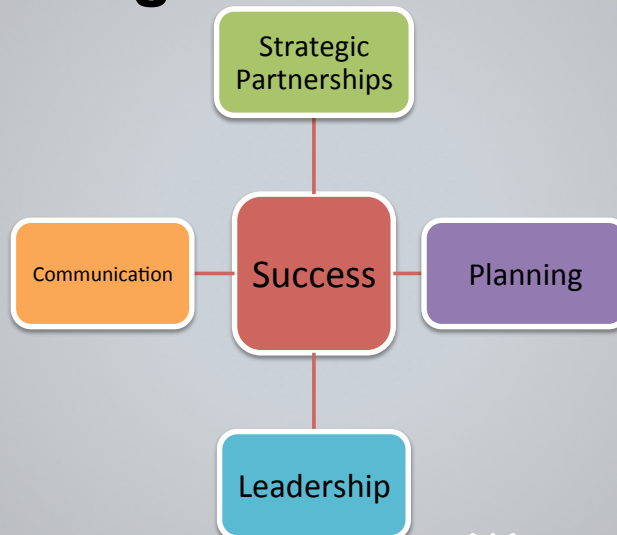 Strategic
Partnerships
Communication
Success
Planning
Leadership